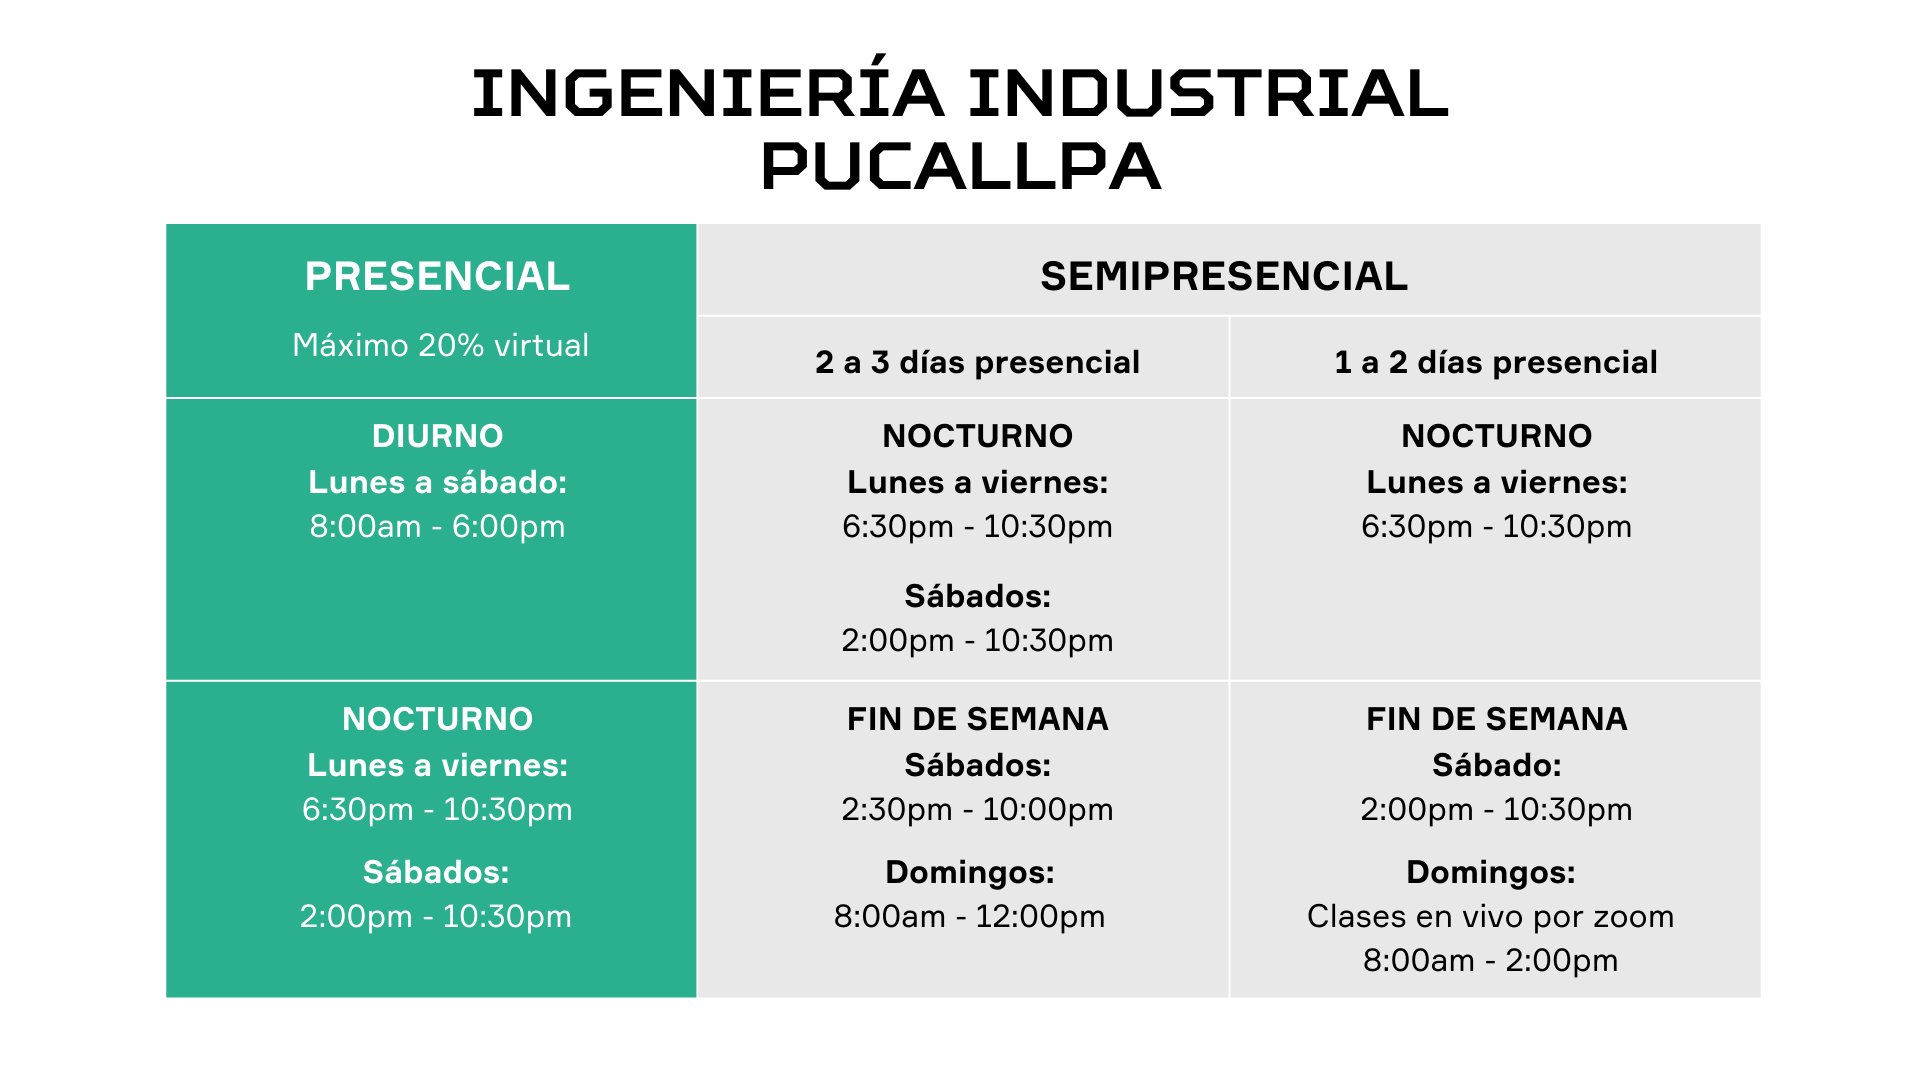 INGENIERÍA INDUSTRIAL
PUCALLPA
PRESENCIAL
Máximo 20% virtual
SEMIPRESENCIAL
2 a 3 días presencial
1 a 2 días presencial
DIURNO
Lunes a sábado:
8:00am - 6:00pm
NOCTURNO
Lunes a viernes:
6:30pm - 10:30pm
Sábados:
2:00pm - 10:30pm
NOCTURNO
Lunes a viernes:
6:30pm - 10:30pm
NOCTURNO
Lunes a viernes:
6:30pm - 10:30pm
Sábados:
2:00pm - 10:30pm
FIN DE SEMANA
Sábados:
2:30pm - 10:00pm
Domingos:
8:00am - 12:00pm
FIN DE SEMANA
Sábado:
2:00pm - 10:30pm
Domingos:
Clases en vivo por zoom
8:00am - 2:00pm